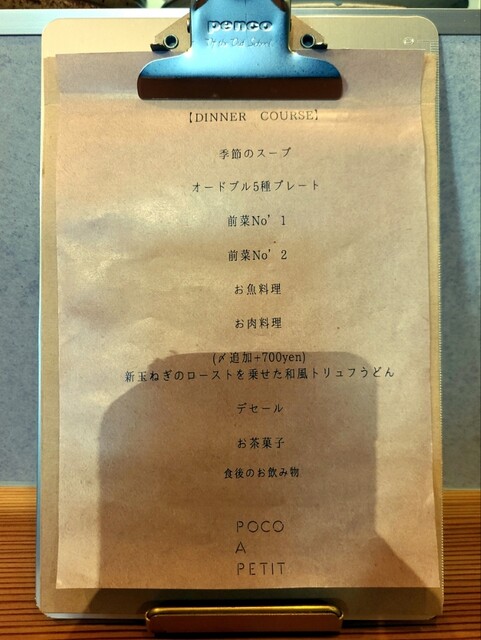 penco
【DINNER COURSE】
季節のスープ
オードブル5種プレート
前菜No’1
前菜No’2
お魚料理
お肉料理
(〆追加+700yen)
新玉ねぎのローストを乗せた和風トリュフうどん
デセール
お茶菓子
食後のお飲み物
POCO
A
PETIT